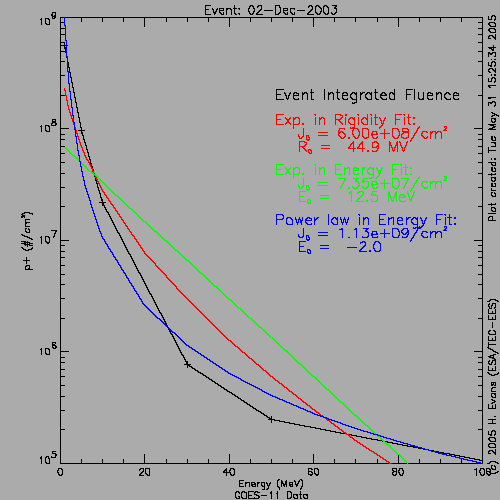 Event: 02-Dec-2003
10⁹
10⁸
10⁷
10⁶
10⁵
p+ (#/cm²)
Event Integrated Fluence
Exp. in Rigidity Fit:
J₀ = 6.00e+08/cm²
R₀ = 44.9 MV
Exp. in Energy Fit:
J₀ = 7.35e+07/cm²
E₀ = 12.5 MeV
Power law in Energy Fit:
J₀ = 1.13e+09/cm²
E₀ = -2.0
0 20 40 60 80 100
Energy (MeV)
GOES-11 Data
Plot created: Tue May 31 15:25:34 2005
(c) 2005 H. Evans (ESA/TEC-EES)